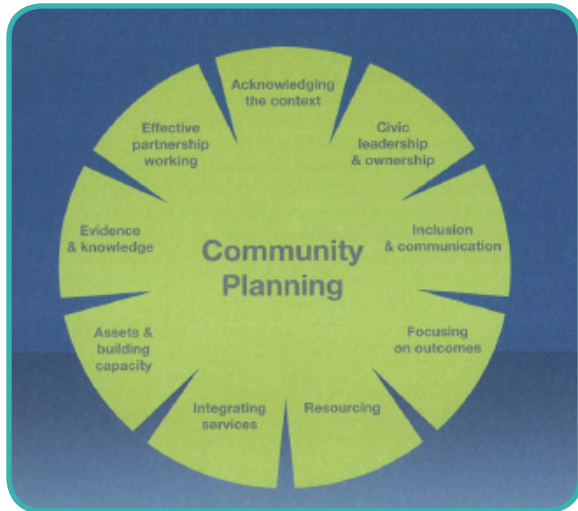 Acknowledging
the context
Civic
leadership
& ownership
Inclusion
& communication
Focusing
on outcomes
Resourcing
Integrating
services
Assets &
building
capacity
Evidence
& knowledge
Effective
partnership
working
Community
Planning